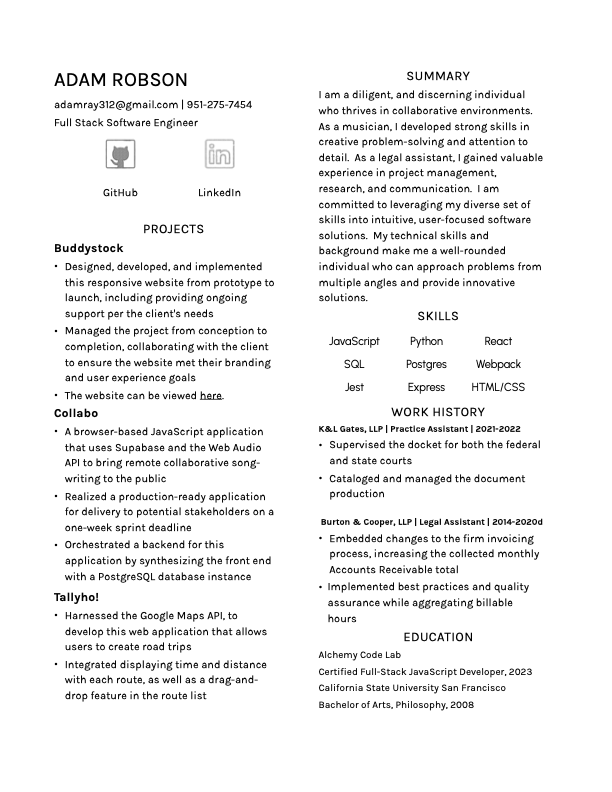 ADAM ROBSON
adamray312@gmail.com | 951-275-7454
Full Stack Software Engineer
in
GitHub
LinkedIn
PROJECTS
Buddystock
• Designed, developed, and implemented
this responsive website from prototype to
launch, including providing ongoing
support per the client's needs
• Managed the project from conception to
completion, collaborating with the client
to ensure the website met their branding
and user experience goals
• The website can be viewed here.
Collabo
• A browser-based JavaScript application
that uses Supabase and the Web Audio
API to bring remote collaborative song-
writing to the public
• Realized a production-ready application
for delivery to potential stakeholders on a
one-week sprint deadline
• Orchestrated a backend for this
application by synthesizing the front end
with a PostgreSQL database instance
Tallyho!
• Harnessed the Google Maps API, to
develop this web application that allows
users to create road trips
• Integrated displaying time and distance
with each route, as well as a drag-and-
drop feature in the route list
SUMMARY
I am a diligent, and discerning individual
who thrives in collaborative environments.
As a musician, I developed strong skills in
creative problem-solving and attention to
detail. As a legal assistant, I gained valuable
experience in project management,
research, and communication. I am
committed to leveraging my diverse set of
skills into intuitive, user-focused software
solutions. My technical skills and
background make me a well-rounded
individual who can approach problems from
multiple angles and provide innovative
solutions.
SKILLS
JavaScript Python React
SQL Postgres Webpack
Jest Express HTML/CSS
WORK HISTORY
K&L Gates, LLP | Practice Assistant | 2021-2022
• Supervised the docket for both the federal
and state courts
• Cataloged and managed the document
production
Burton & Cooper, LLP | Legal Assistant | 2014-2020d
• Embedded changes to the firm invoicing
process, increasing the collected monthly
Accounts Receivable total
• Implemented best practices and quality
assurance while aggregating billable
hours
EDUCATION
Alchemy Code Lab
Certified Full-Stack JavaScript Developer, 2023
California State University San Francisco
Bachelor of Arts, Philosophy, 2008